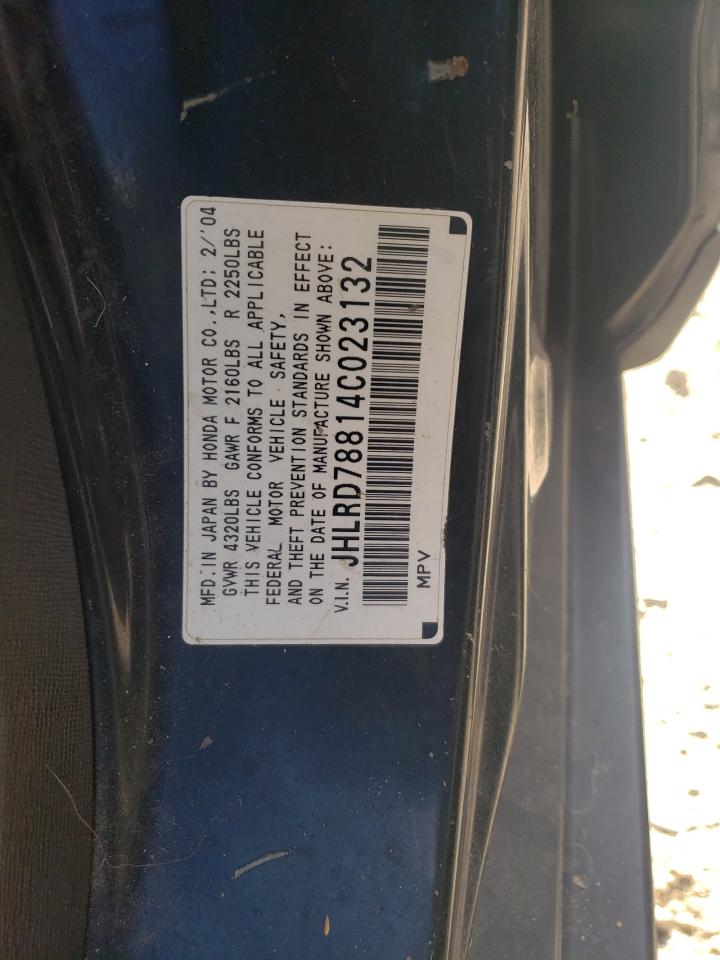 MFD. IN JAPAN BY HONDA MOTOR CO.,LTD: 2/'04
GVWR 4320LBS GAWR F 2160LBS R 2250LBS
THIS VEHICLE CONFORMS TO ALL APPLICABLE
FEDERAL MOTOR VEHICLE SAFETY,
AND THEFT PREVENTION STANDARDS IN EFFECT
ON THE DATE OF MANUFACTURE SHOWN ABOVE:
V.I.N. JHLRD78814C023132
MPV